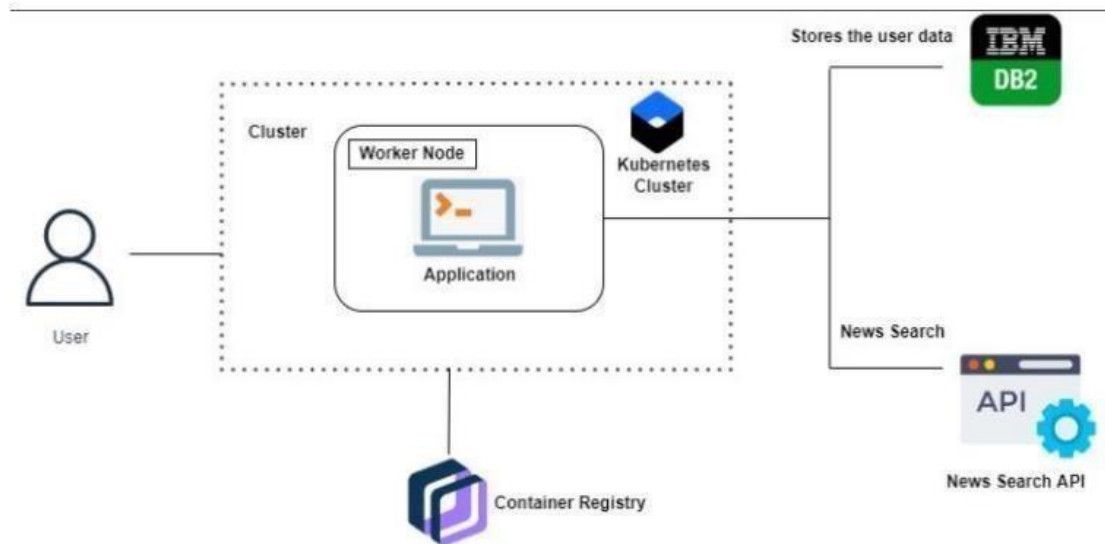 Stores the user data
IBM
DB2
Cluster
Worker Node
Kubernetes
Cluster
Application
User
News Search
API
News Search API
Container Registry